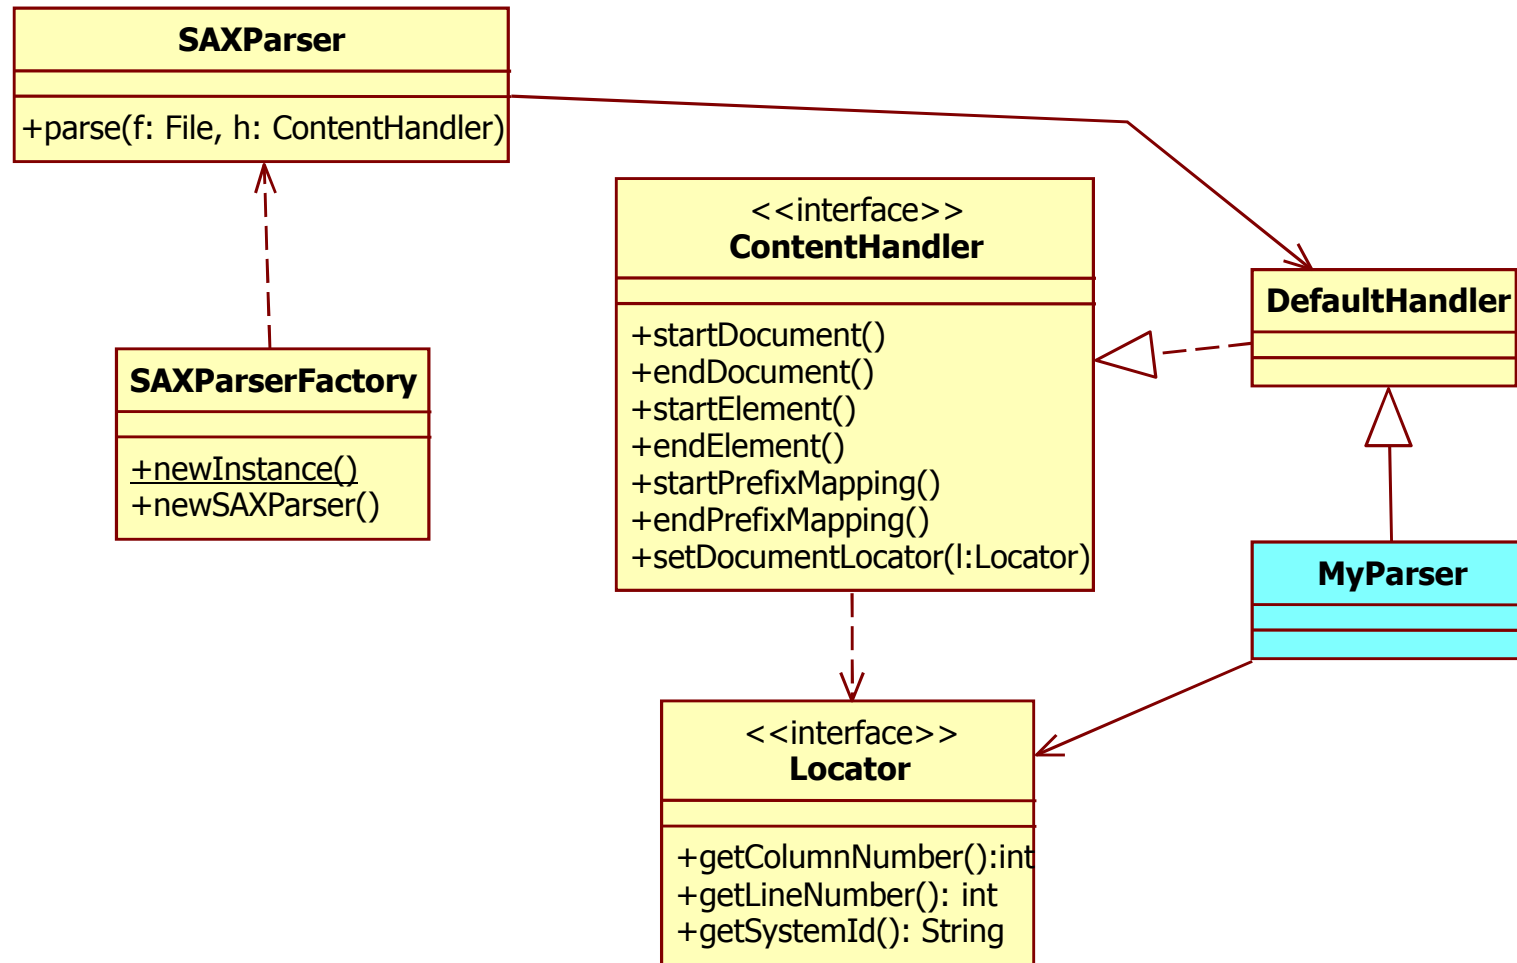 SAXParser
+parse(f: File, h: ContentHandler)
<<interface>>
ContentHandler
+startDocument()
+endDocument()
+startElement()
+endElement()
+startPrefixMapping()
+endPrefixMapping()
+setDocumentLocator(l:Locator)
DefaultHandler
SAXParserFactory
+newInstance()
+newSAXParser()
MyParser
<<interface>>
Locator
+getColumnNumber():int
+getLineNumber(): int
+getSystemId(): String